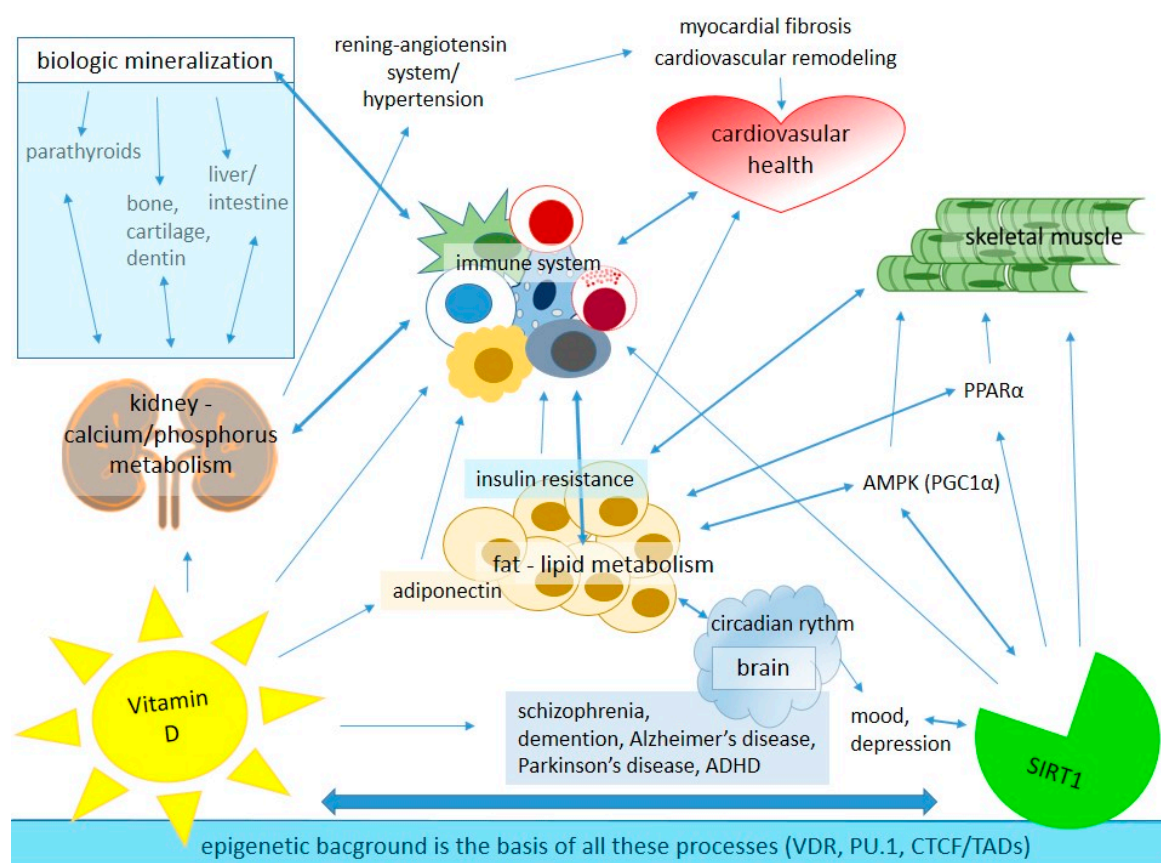 biologic mineralization
rening-angiotensin
system/
hypertension
myocardial fibrosis
cardiovascular remodeling
parathyroids
liver/
intestine
bone,
cartilage,
dentin
cardiovasular
health
immune system
skeletal muscle
kidney -
calcium/phosphorus
metabolism
PPARα
insulin resistance
AMPK (PGC1α)
fat - lipid metabolism
adiponectin
circadian rythm
brain
Vitamin
D
schizophrenia,
demention, Alzheimer's disease,
Parkinson's disease, ADHD
mood,
depression
SIRT1
epigenetic bacground is the basis of all these processes (VDR, PU.1, CTCF/TADs)